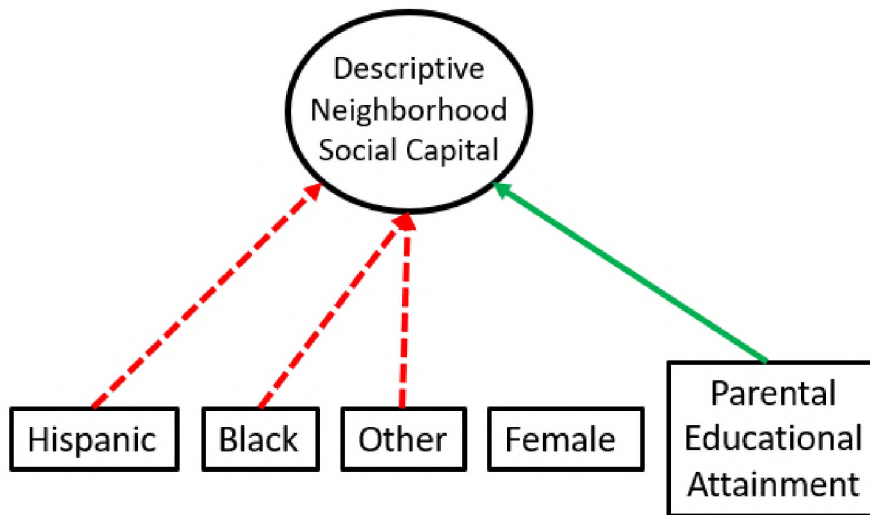 Descriptive
Neighborhood
Social Capital
Hispanic
Black
Other
Female
Parental
Educational
Attainment